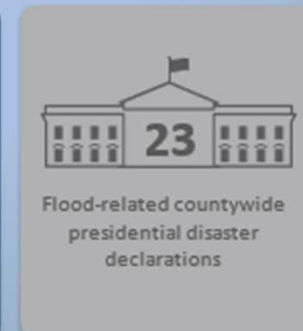 23
Flood-related countywide
presidential disaster
declarations